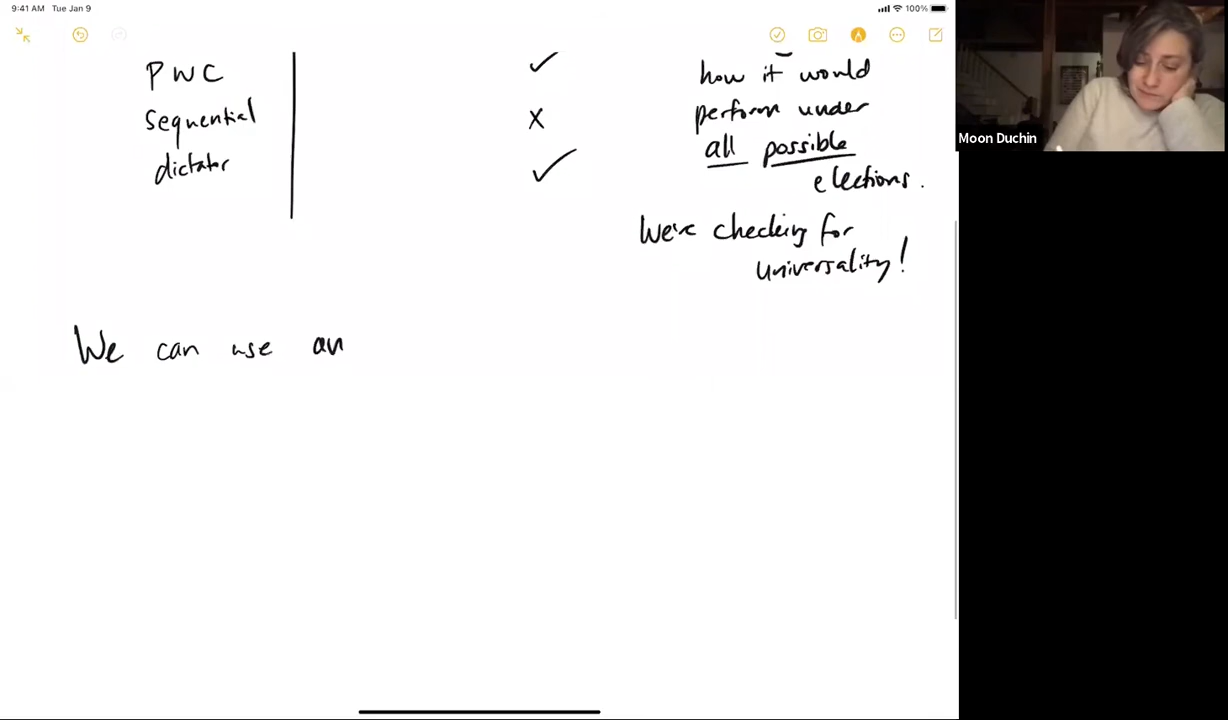 9:41 AM Tue Jan 9
100%
PWC ✓
Sequential X
dictator ✓
how it would
perform under
all possible
elections.
We're checking for
universality!
We can use an
Moon Duchin